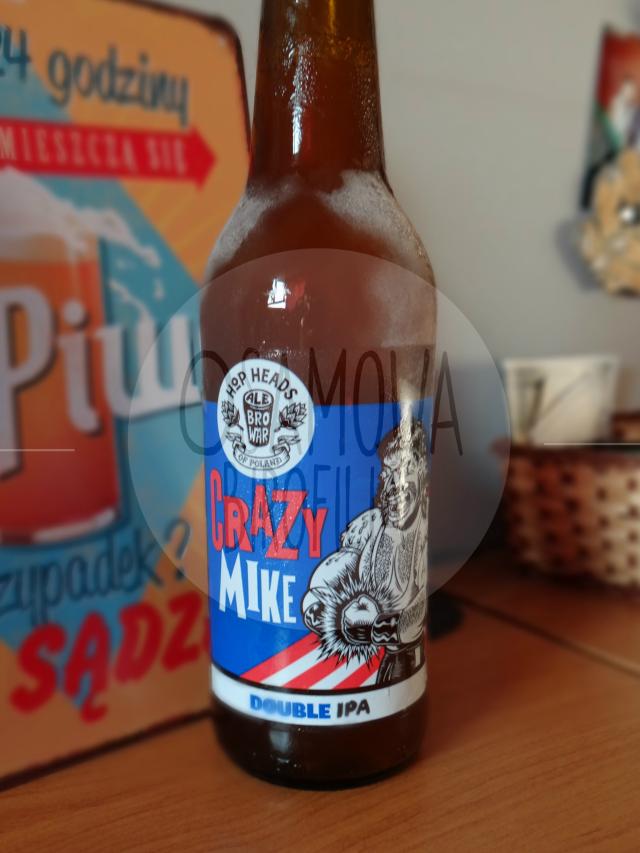 24 godziny
MIESZCZĄ SIĘ
Piw
zypadek?
SĄDZ
HOP HEADS
ALE
BRO
WAR
OF POLAND
CRAZY
MIKE
DOUBLE IPA